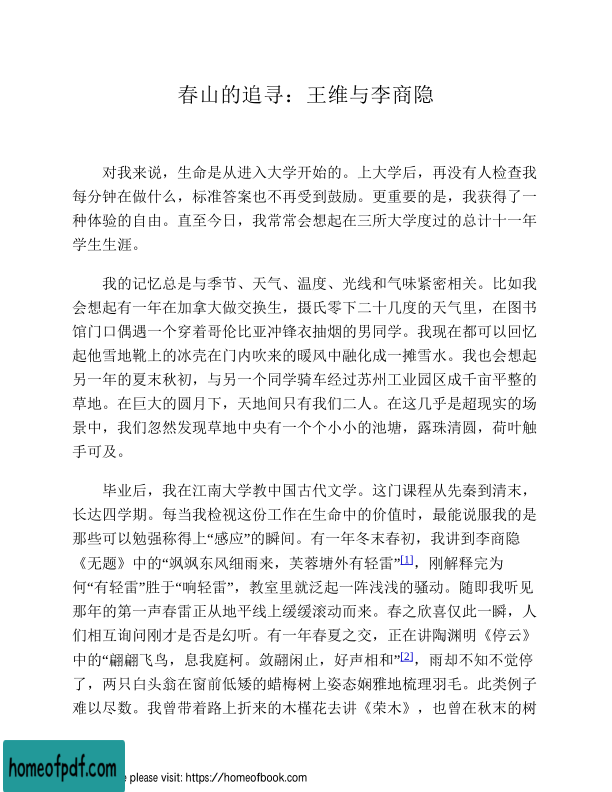 春山的追寻：王维与李商隐
对我来说，生命是从进入大学开始的。上大学后，再没有人检查我
每分钟在做什么，标准答案也不再受到鼓励。更重要的是，我获得了一
种体验的自由。直至今日，我常常会想起在三所大学度过的总计十一年
学生生涯。
我的记忆总是与季节、天气、温度、光线和气味紧密相关。比如我
会想起有一年在加拿大做交换生，摄氏零下二十几度的天气里，在图书
馆门口偶遇一个穿着哥伦比亚冲锋衣抽烟的男同学。我现在都可以回忆
起他雪地靴上的冰壳在门内吹来的暖风中融化成一摊雪水。我也会想起
另一年的夏末秋初，与另一个同学骑车经过苏州工业园区成千亩平整的
草地。在巨大的圆月下，天地间只有我们二人。在这几乎是超现实的场
景中，我们忽然发现草地中央有一个个小小的池塘，露珠清圆，荷叶触
手可及。
毕业后，我在江南大学教中国古代文学。这门课程从先秦到清末，
长达四学期。每当我检视这份工作在生命中的价值时，最能说服我的是
那些可以勉强称得上“感应”的瞬间。有一年冬末春初，我讲到李商隐
《无题》中的“飒飒东风细雨来，芙蓉塘外有轻雷”[1]，刚解释完为
何“有轻雷”胜于“响轻雷”，教室里就泛起一阵浅浅的骚动。随即我听见
那年的第一声春雷正从地平线上缓缓滚动而来。春之欣喜仅此一瞬，人
们相互询问刚才是否是幻听。有一年春夏之交，正在讲陶渊明《停云》
中的“翩翩飞鸟，息我庭柯。敛翮闲止，好声相和”[2]，雨却不知不觉停
了，两只白头翁在窗前低矮的蜡梅树上姿态娴雅地梳理羽毛。此类例子
难以尽数。我曾带着路上折来的木槿花去讲《荣木》，也曾在秋末的树
homeofpdf.com
e please visit: https://homeofbook.com